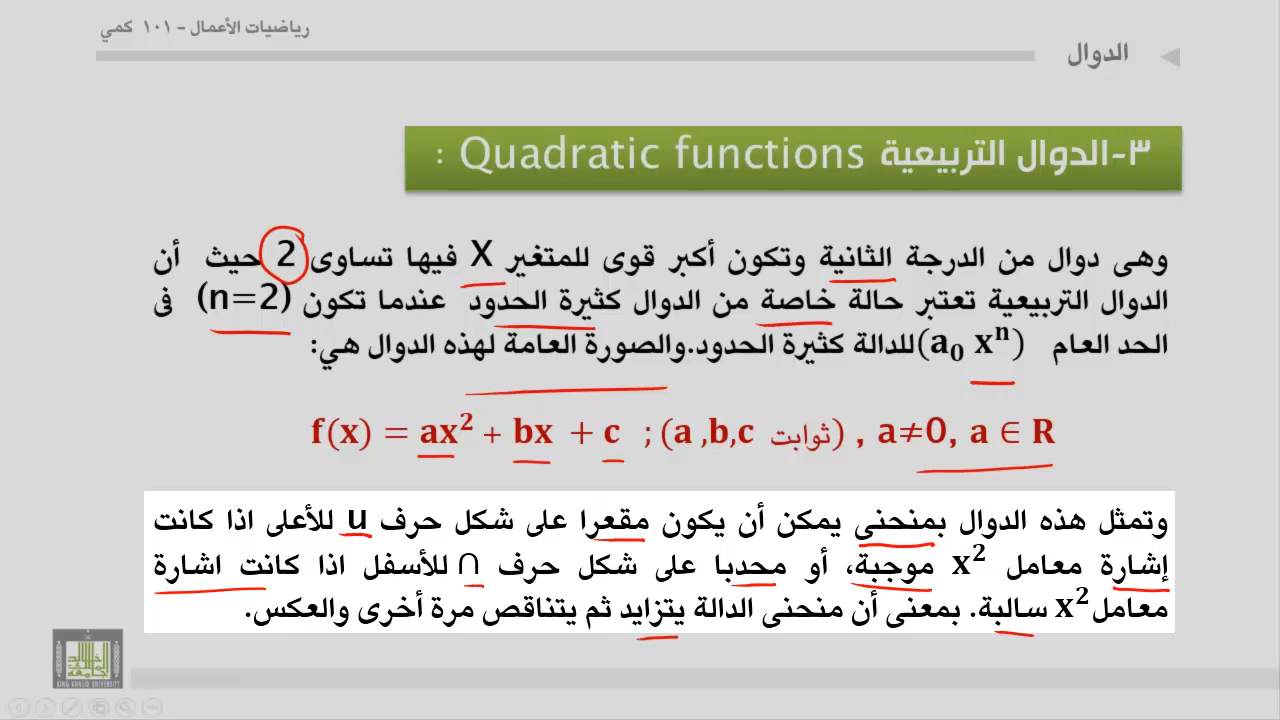 رياضيات الأعمال - ١٠١ كمي
الدوال
٣-الدوال التربيعية Quadratic functions :
وهى دوال من الدرجة الثانية وتكون أكبر قوى للمتغير X فيها تساوى 2 حيث أن
الدوال التربيعية تعتبر حالة خاصة من الدوال كثيرة الحدود عندما تكون (n=2) فى
الحد العام (a₀ xⁿ) للدالة كثيرة الحدود.والصورة العامة لهذه الدوال هي:
f(x) = ax² + bx + c ;(a ,b,c ثوابت) , a≠0, a ∈ R
وتمثل هذه الدوال بمنحنى يمكن أن يكون مقعرا على شكل حرف u للأعلى اذا كانت
إشارة معامل x² موجبة، أو محدبا على شكل حرف ∩ للأسفل اذا كانت اشارة
معامل x² سالبة. بمعنى أن منحنى الدالة يتزايد ثم يتناقص مرة أخرى والعكس.
KING KHALID UNIVERSITY